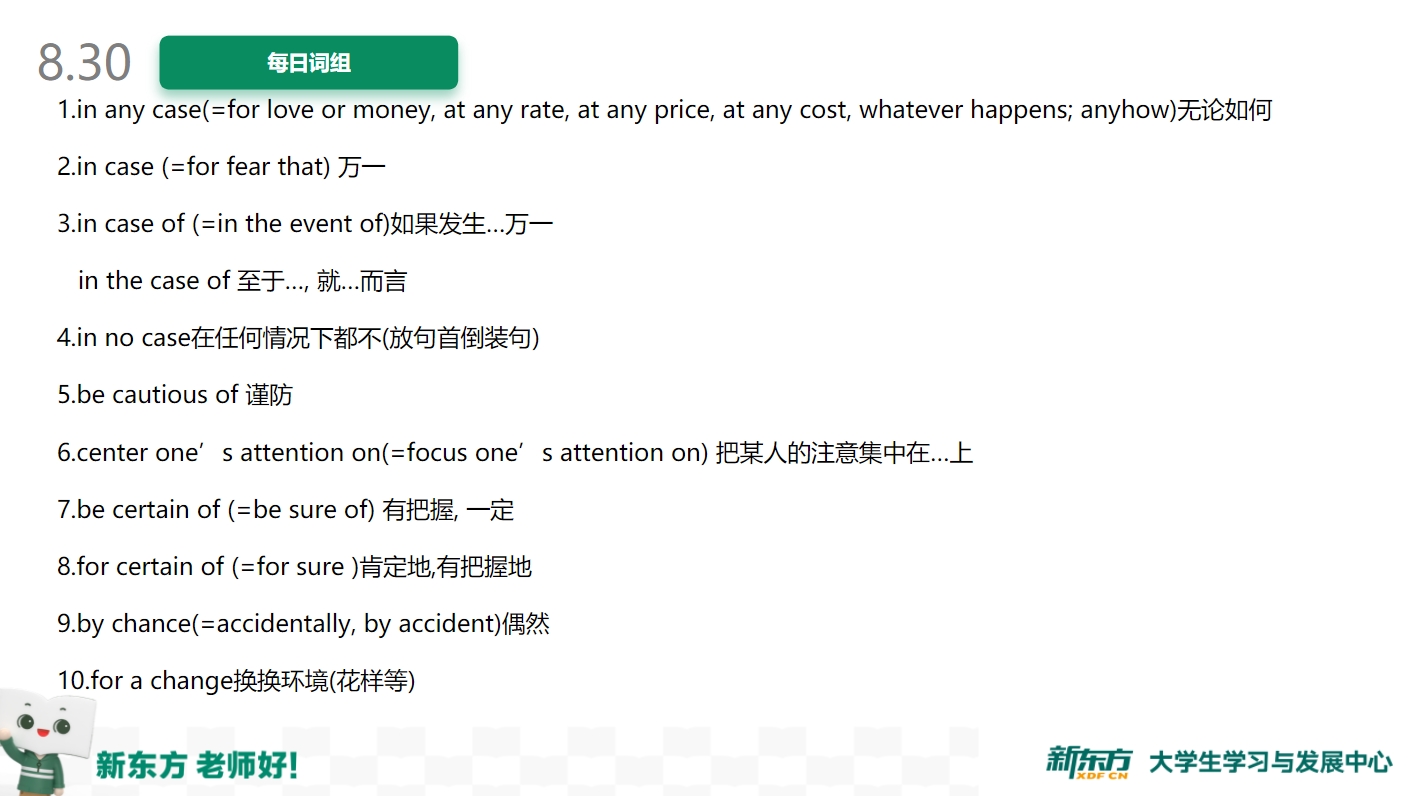 8.30
每日词组
1.in any case(=for love or money, at any rate, at any price, at any cost, whatever happens; anyhow)无论如何
2.in case (=for fear that) 万一
3.in case of (=in the event of)如果发生…万一
in the case of 至于…, 就…而言
4.in no case在任何情况下都不(放句首倒装句)
5.be cautious of 谨防
6.center one’s attention on(=focus one’s attention on) 把某人的注意集中在…上
7.be certain of (=be sure of) 有把握, 一定
8.for certain of (=for sure )肯定地,有把握地
9.by chance(=accidentally, by accident)偶然
10.for a change换换环境(花样等)
新东方 老师好!
新东方 XDF.CN 大学生学习与发展中心